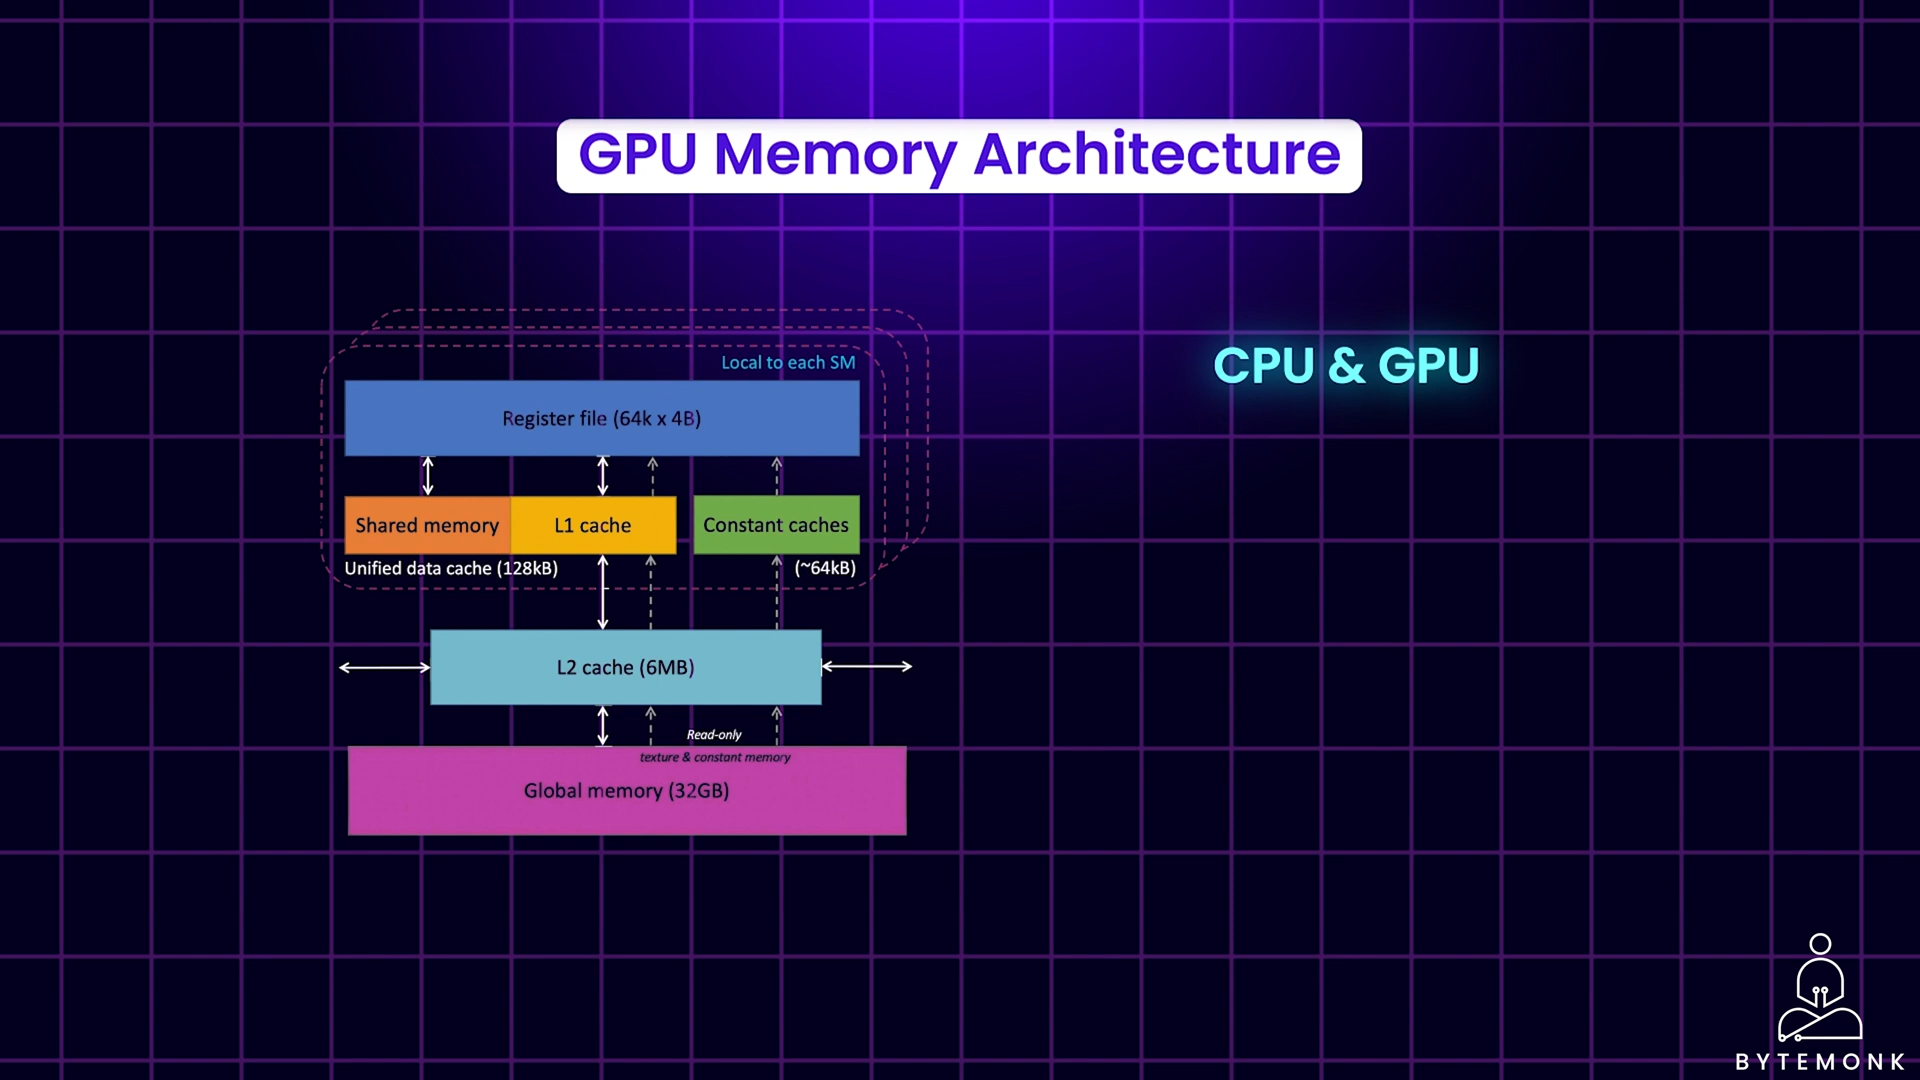 GPU Memory Architecture
Local to each SM
Register file (64k x 4B)
Shared memory
L1 cache
Constant caches
Unified data cache (128kB)
(~64kB)
L2 cache (6MB)
Read-only
texture & constant memory
Global memory (32GB)
CPU & GPU
BYTEMONK